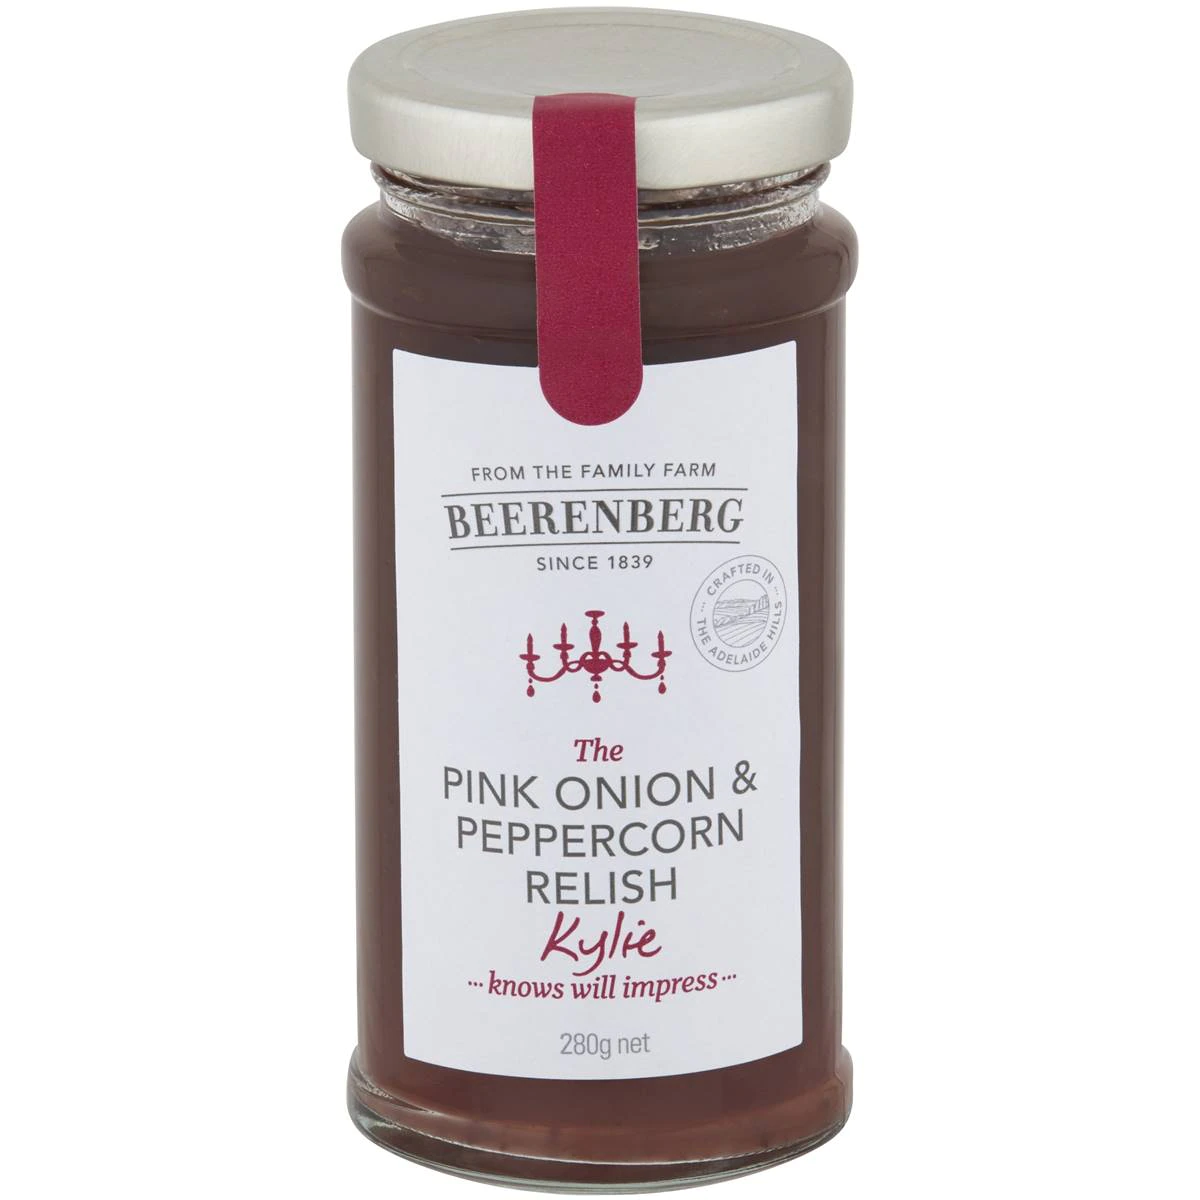 FROM THE FAMILY FARM
BEERENBERG
SINCE 1839
CRAFTED IN
THE ADELAIDE HILLS
The
PINK ONION &
PEPPERCORN
RELISH
Kylie
...knows will impress...
280g net